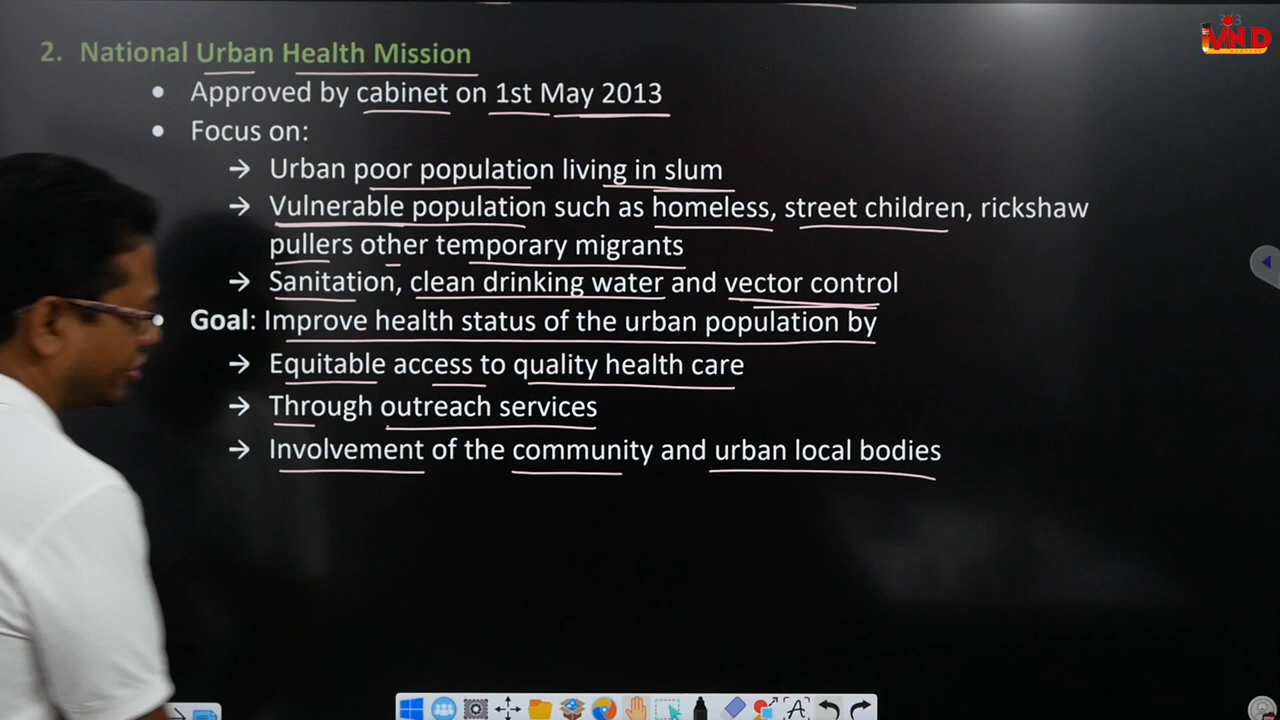 2. National Urban Health Mission
• Approved by cabinet on 1st May 2013
• Focus on:
→ Urban poor population living in slum
→ Vulnerable population such as homeless, street children, rickshaw
pullers other temporary migrants
→ Sanitation, clean drinking water and vector control
• Goal: Improve health status of the urban population by
→ Equitable access to quality health care
→ Through outreach services
→ Involvement of the community and urban local bodies